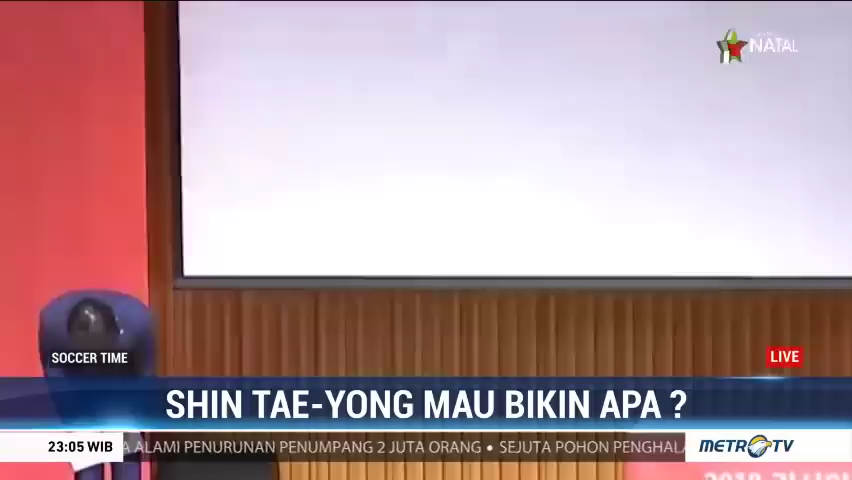 NATAL
SOCCER TIME
LIVE
SHIN TAE-YONG MAU BIKIN APA ?
23:05 WIB
A ALAMI PENURUNAN PENUMPANG 2 JUTA ORANG • SEJUTA POHON PENGHALA
METRO TV
2018